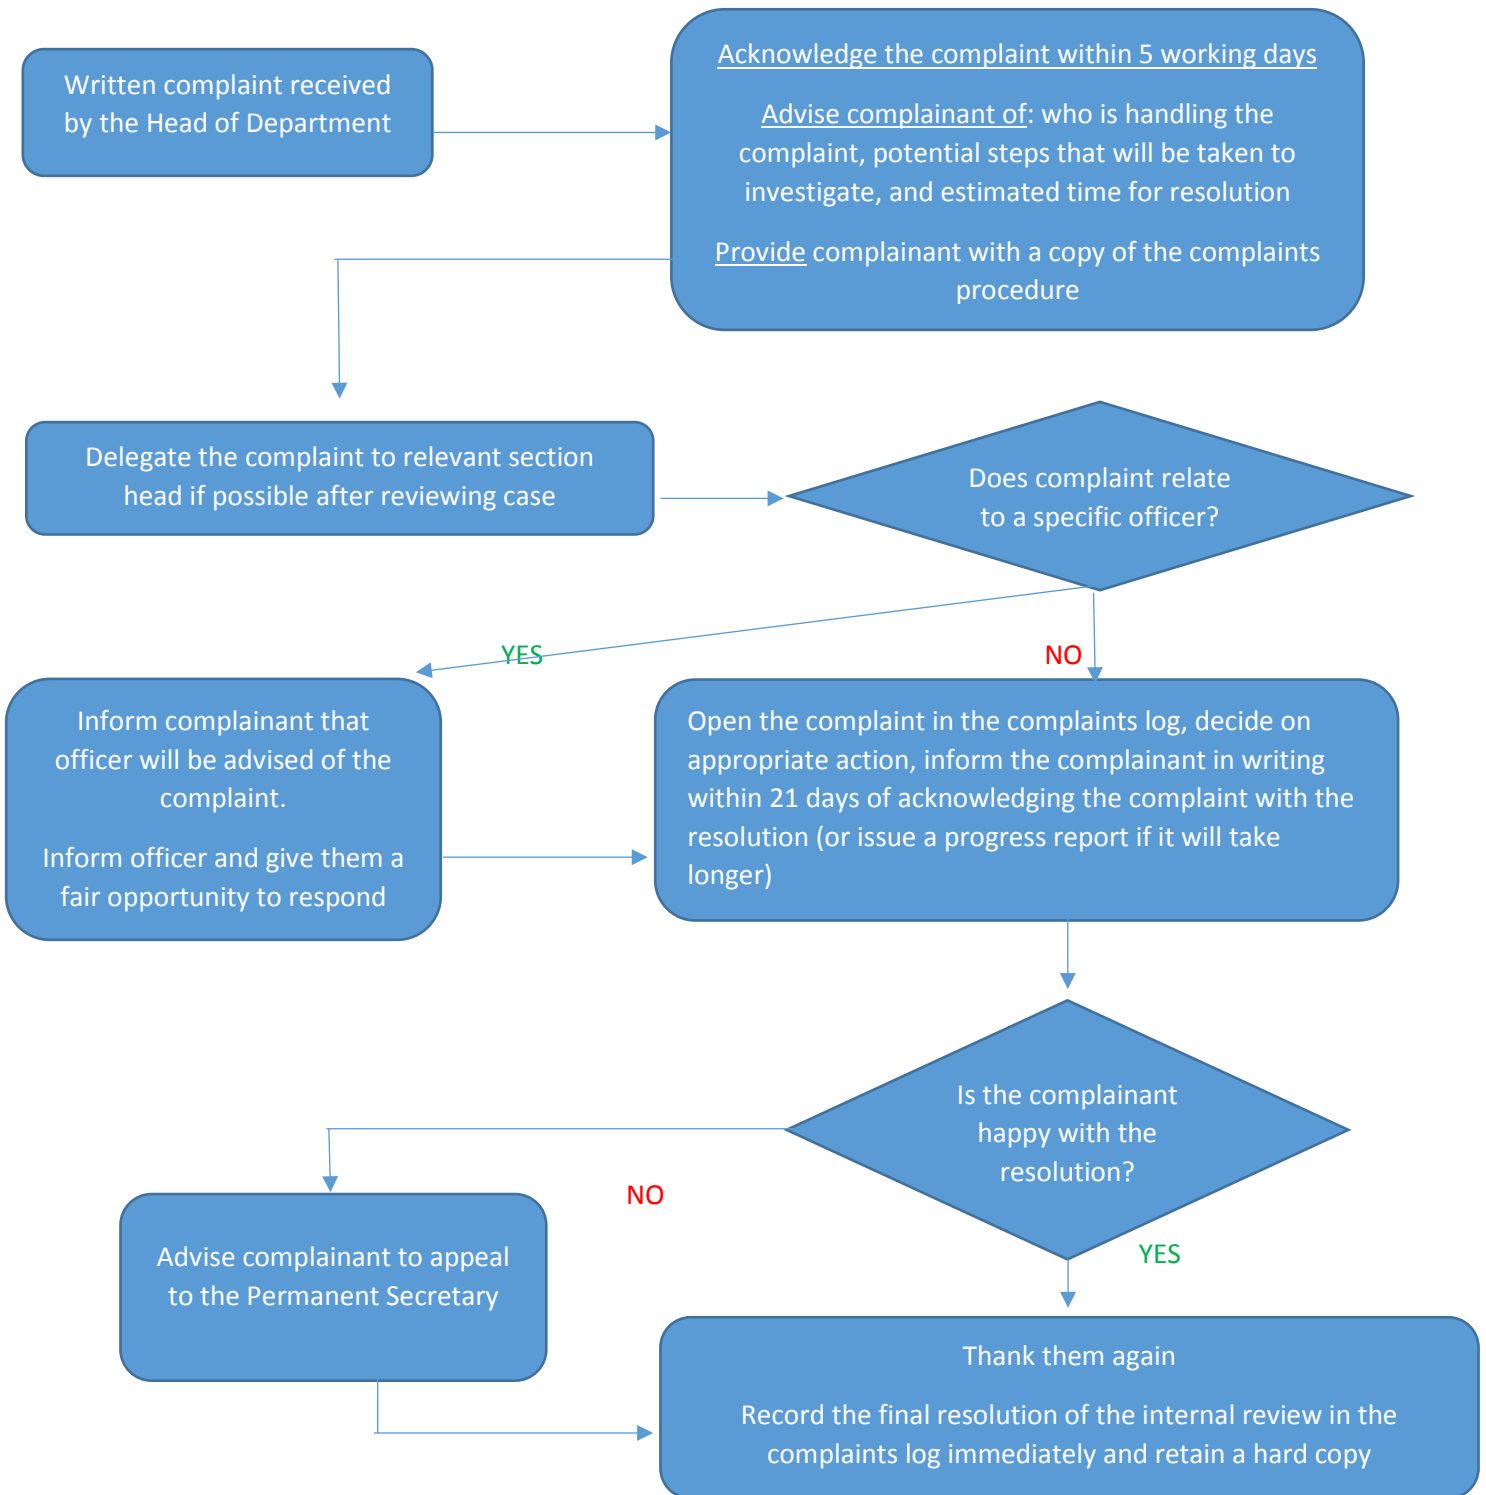 Written complaint received
by the Head of Department
Acknowledge the complaint within 5 working days
Advise complainant of: who is handling the
complaint, potential steps that will be taken to
investigate, and estimated time for resolution
Provide complainant with a copy of the complaints
procedure
Delegate the complaint to relevant section
head if possible after reviewing case
Does complaint relate
to a specific officer?
YES
NO
Inform complainant that
officer will be advised of the
complaint.
Inform officer and give them a
fair opportunity to respond
Open the complaint in the complaints log, decide on
appropriate action, inform the complainant in writing
within 21 days of acknowledging the complaint with the
resolution (or issue a progress report if it will take
longer)
Is the complainant
happy with the
resolution?
NO
YES
Advise complainant to appeal
to the Permanent Secretary
Thank them again
Record the final resolution of the internal review in the
complaints log immediately and retain a hard copy